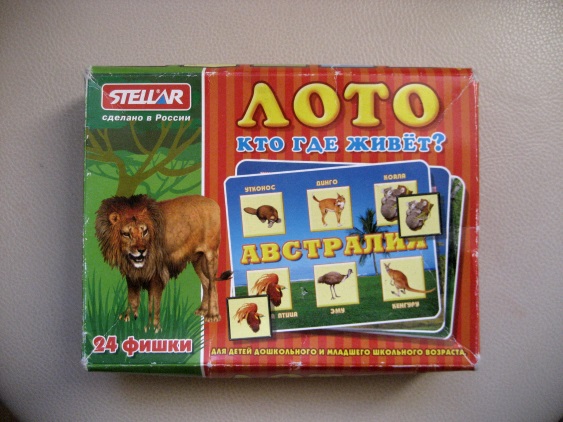 STELLAR
сделано в России
ЛОТО
КТО ГДЕ ЖИВЁТ?
УТКОНОС
ДИНГО
КОАЛА
АВСТРАЛИЯ
ПТИЦА
ЭМУ
КЕНГУРУ
24 фишки
ДЛЯ ДЕТЕЙ ДОШКОЛЬНОГО И МЛАДШЕГО ШКОЛЬНОГО ВОЗРАСТА